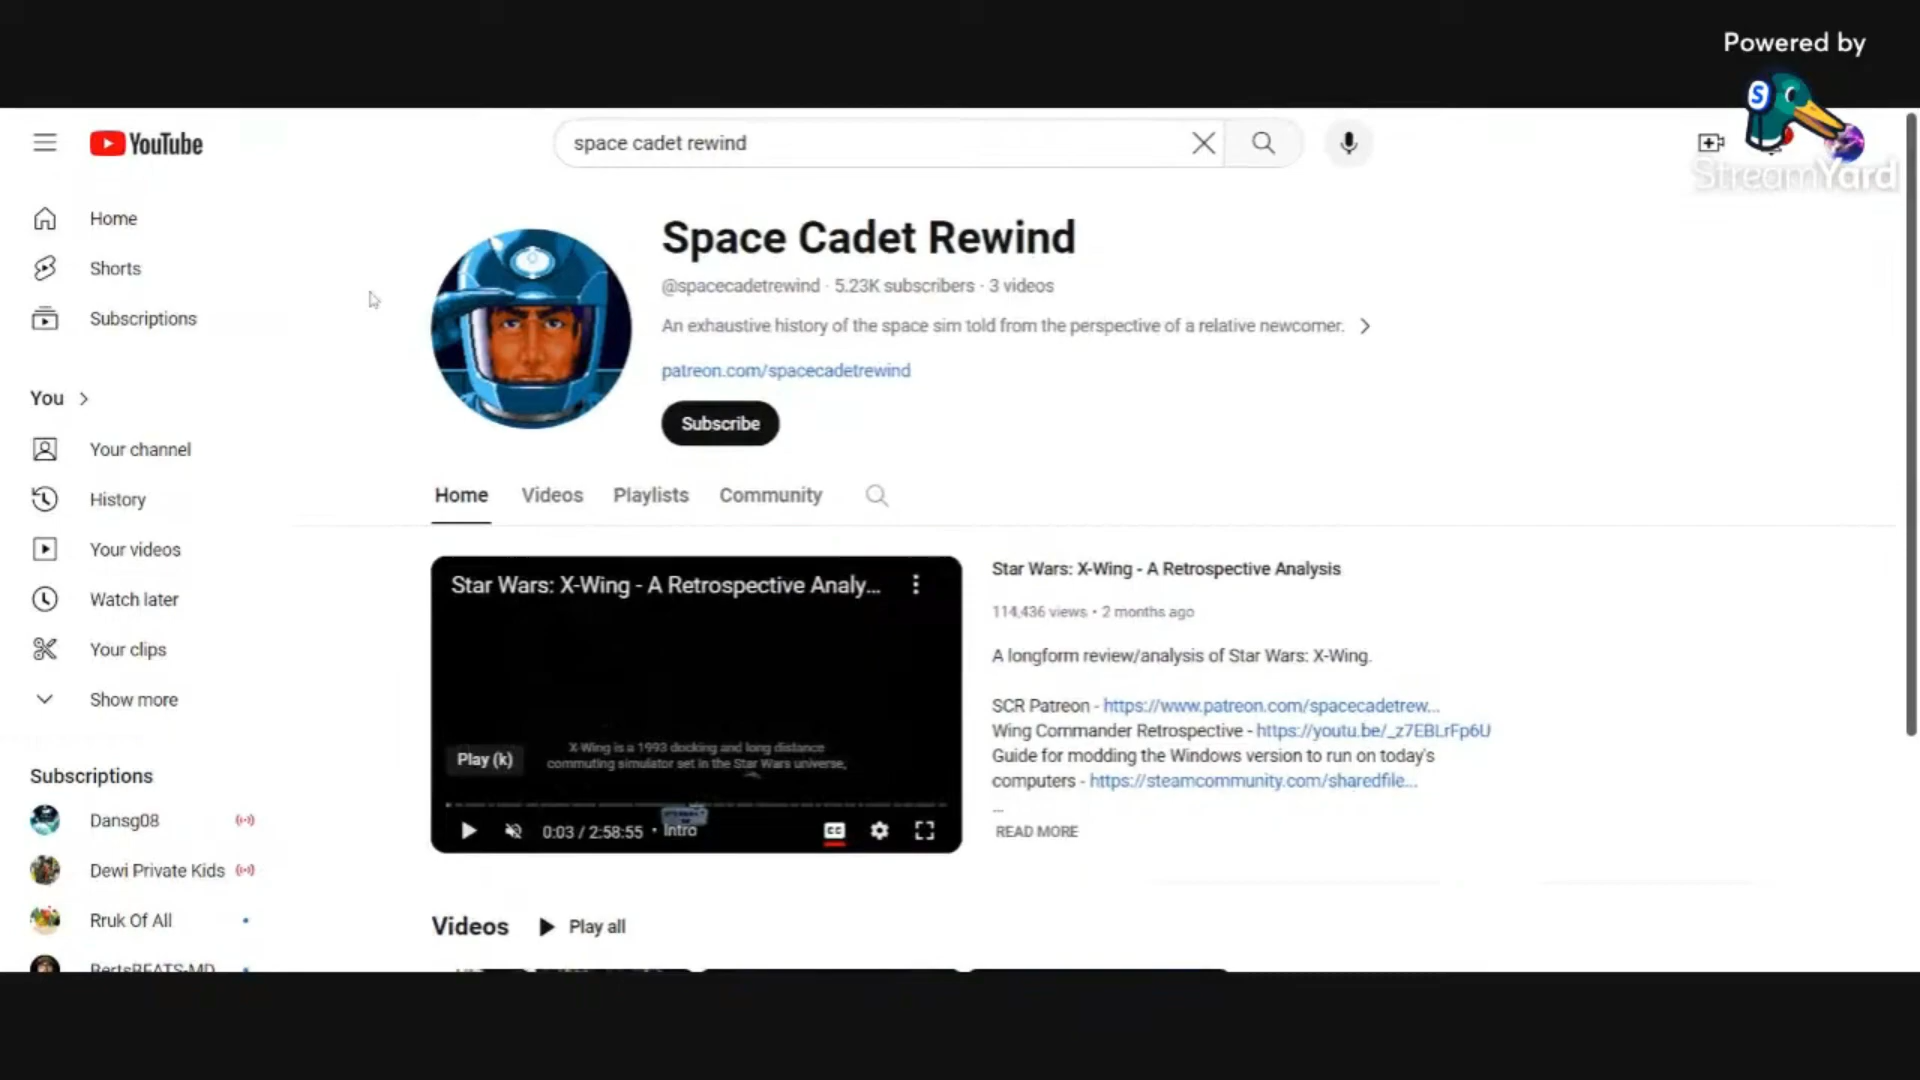 Powered by
StreamYard
YouTube
space cadet rewind
Home
Shorts
Subscriptions
You
Your channel
History
Your videos
Watch later
Your clips
Show more
Subscriptions
Dansg08
Dewi Private Kids
Rruk Of All
BertsBEATS-MD
Space Cadet Rewind
@spacecadetrewind · 5.23K subscribers · 3 videos
An exhaustive history of the space sim told from the perspective of a relative newcomer.
patreon.com/spacecadetrewind
Subscribe
Home Videos Playlists Community
Star Wars: X-Wing - A Retrospective Analy...
X-Wing is a 1993 docking and long distance
commuting simulator set in the Star Wars universe,
Play (k)
0:03 / 2:58:55 • Intro
CC
Star Wars: X-Wing - A Retrospective Analysis
114,436 views • 2 months ago
A longform review/analysis of Star Wars: X-Wing.
SCR Patreon - https://www.patreon.com/spacecadetrew...
Wing Commander Retrospective - https://youtu.be/_z7EBLrFp6U
Guide for modding the Windows version to run on today's
computers - https://steamcommunity.com/sharedfile...
...
READ MORE
Videos Play all